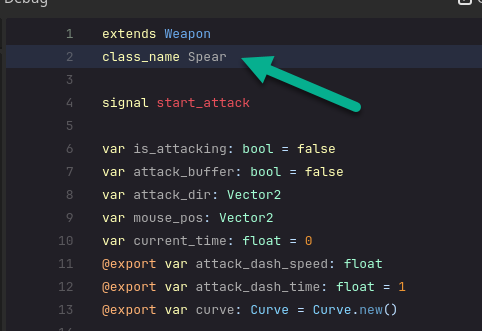 Debug
1 extends Weapon
2 class_name Spear
3
4 signal start_attack
5
6 var is_attacking: bool = false
7 var attack_buffer: bool = false
8 var attack_dir: Vector2
9 var mouse_pos: Vector2
10 var current_time: float = 0
11 @export var attack_dash_speed: float
12 @export var attack_dash_time: float = 1
13 @export var curve: Curve = Curve.new()